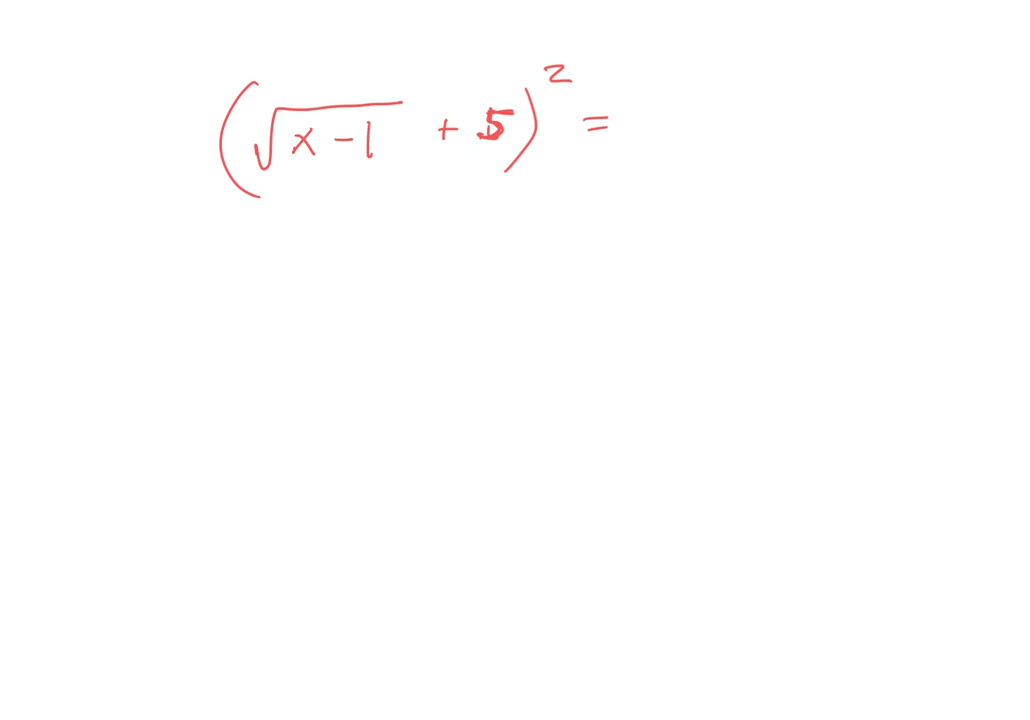 (√(x - 1) + 5)² =